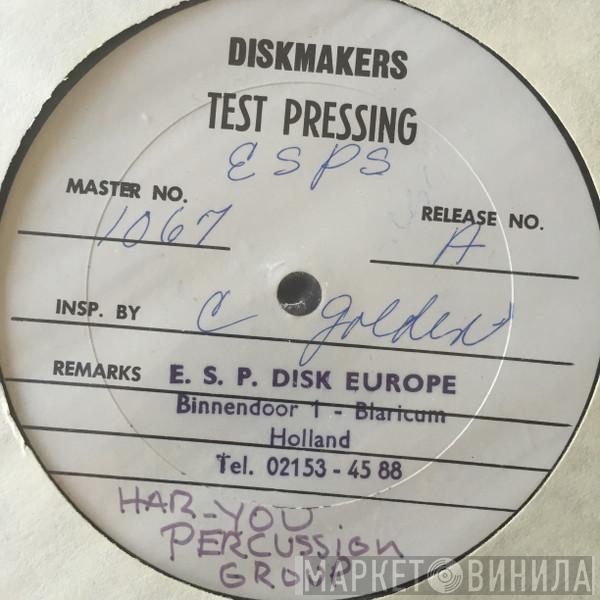 DISKMAKERS
TEST PRESSING
ESPS
MASTER NO.
1067
RELEASE NO.
A
INSP. BY C golden
REMARKS E. S. P. DISK EUROPE
Binnendoor 1 - Blaricum
Holland
Tel. 02153 - 45 88
HAR-YOU
PERCUSSION
GROUP
МАРКЕТ ВИНИЛА